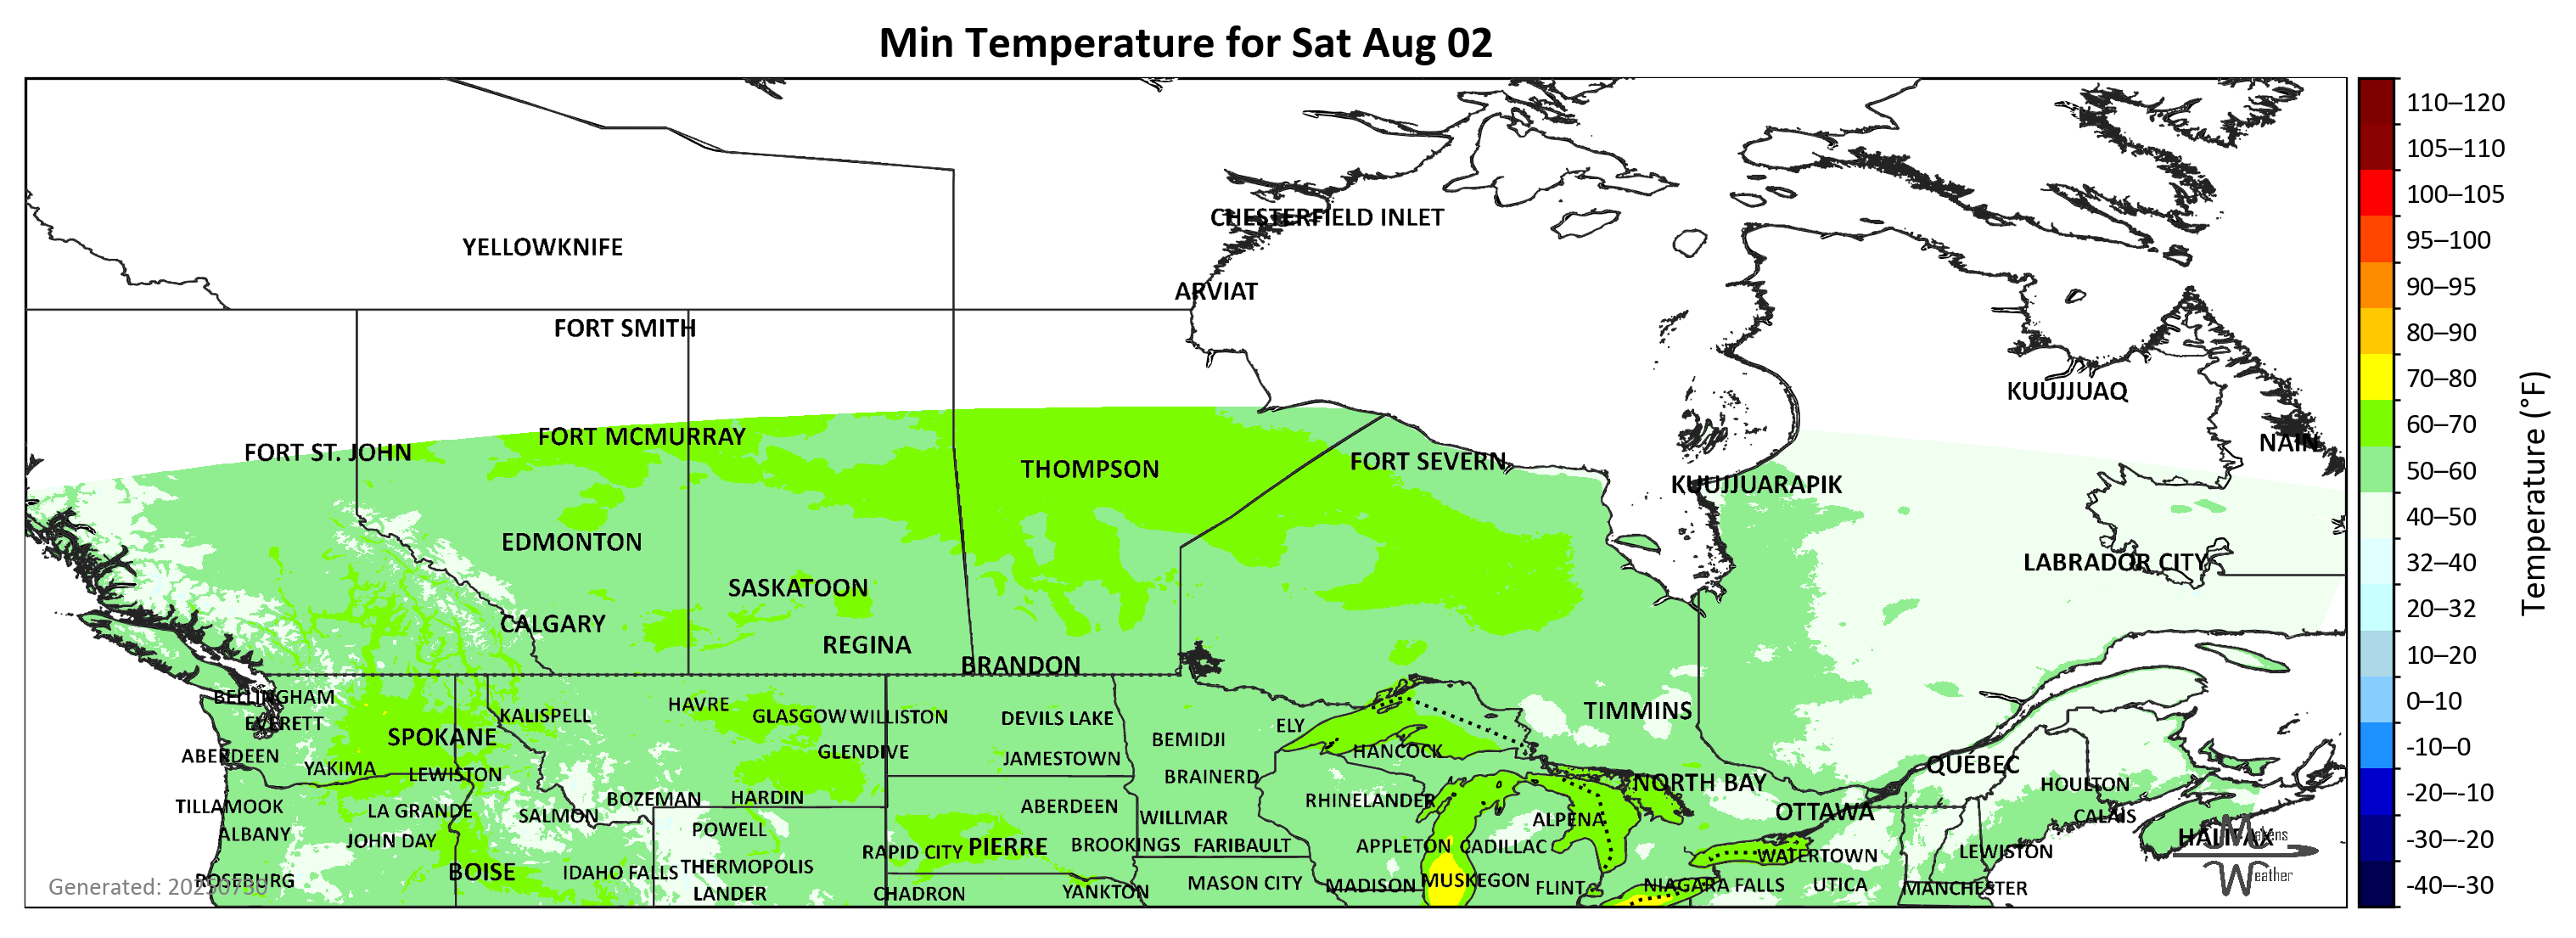 Min Temperature for Sat Aug 02
110–120
105–110
100–105
95–100
90–95
80–90
70–80
60–70
50–60
40–50
32–40
20–32
10–20
0–10
-10–0
-20–-10
-30–-20
-40–-30
Temperature (°F)
CHESTERFIELD INLET
YELLOWKNIFE
ARVIAT
FORT SMITH
KUUJJUAQ
FORT MCMURRAY
NAIN
FORT ST. JOHN
FORT SEVERN
THOMPSON
KUUJJUARAPIK
EDMONTON
LABRADOR CITY
SASKATOON
CALGARY
REGINA
BRANDON
BELLINGHAM
HAVRE
KALISPELL
GLASGOW
WILLISTON
DEVILS LAKE
TIMMINS
EVERETT
ELY
SPOKANE
BEMIDJI
ABERDEEN
GLENDIVE
JAMESTOWN
HANCOCK
QUÉBEC
YAKIMA
LEWISTON
BRAINERD
NORTH BAY
HOULTON
BOZEMAN
HARDIN
RHINELANDER
TILLAMOOK
LA GRANDE
SALMON
ABERDEEN
WILLMAR
ALPENA
OTTAWA
CALAIS
ALBANY
JOHN DAY
POWELL
HALIFAX
RAPID CITY
PIERRE
BROOKINGS
FARIBAULT
APPLETON
CADILLAC
WATERTOWN
LEWISTON
BOISE
IDAHO FALLS
THERMOPOLIS
ROSEBURG
MASON CITY
MADISON
MUSKEGON
FLINT
NIAGARA FALLS
UTICA
MANCHESTER
LANDER
CHADRON
YANKTON
Generated: 20250730
Makens
Weather